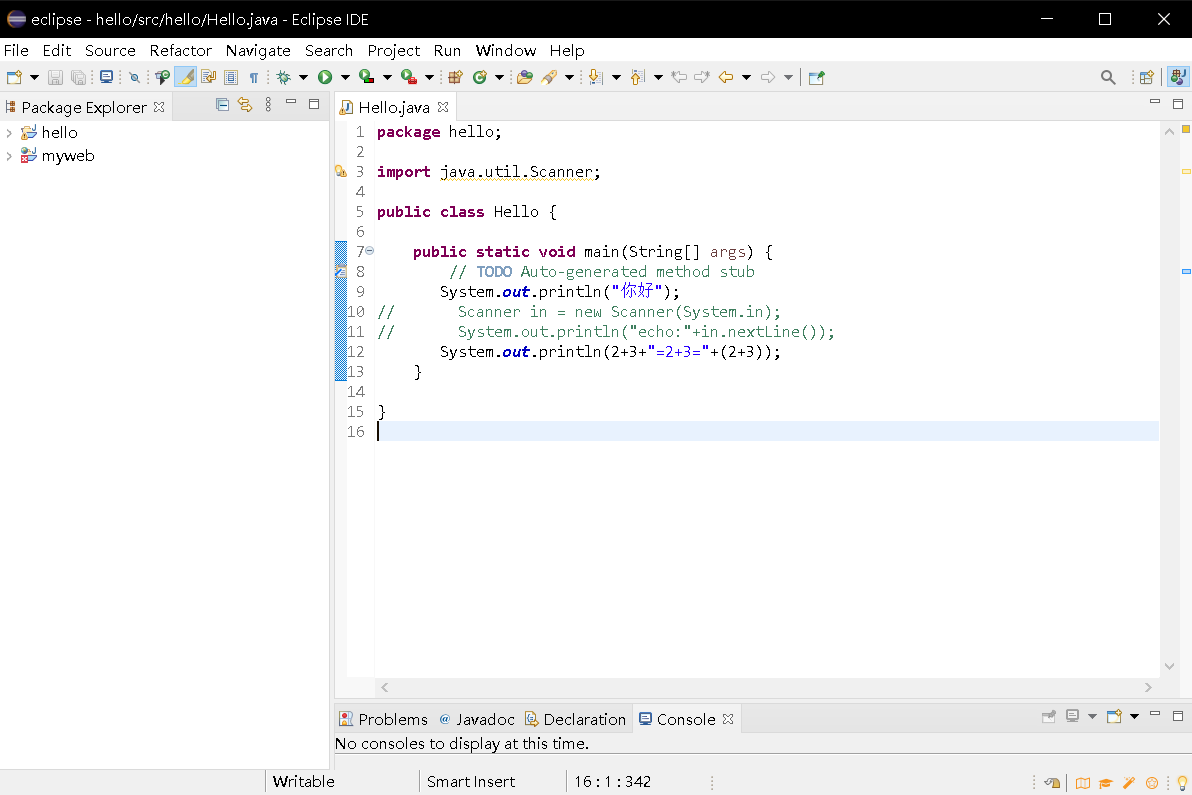 eclipse - hello/src/hello/Hello.java - Eclipse IDE
File Edit Source Refactor Navigate Search Project Run Window Help
Package Explorer
hello
myweb
Hello.java
1 package hello;
2
3 import java.util.Scanner;
4
5 public class Hello {
6
7 public static void main(String[] args) {
8 // TODO Auto-generated method stub
9 System.out.println("你好");
10 // Scanner in = new Scanner(System.in);
11 // System.out.println("echo:"+in.nextLine());
12 System.out.println(2+3+"=2+3="+(2+3));
13 }
14
15 }
16
Problems @ Javadoc Declaration Console
No consoles to display at this time.
Writable Smart Insert 16 : 1 : 342